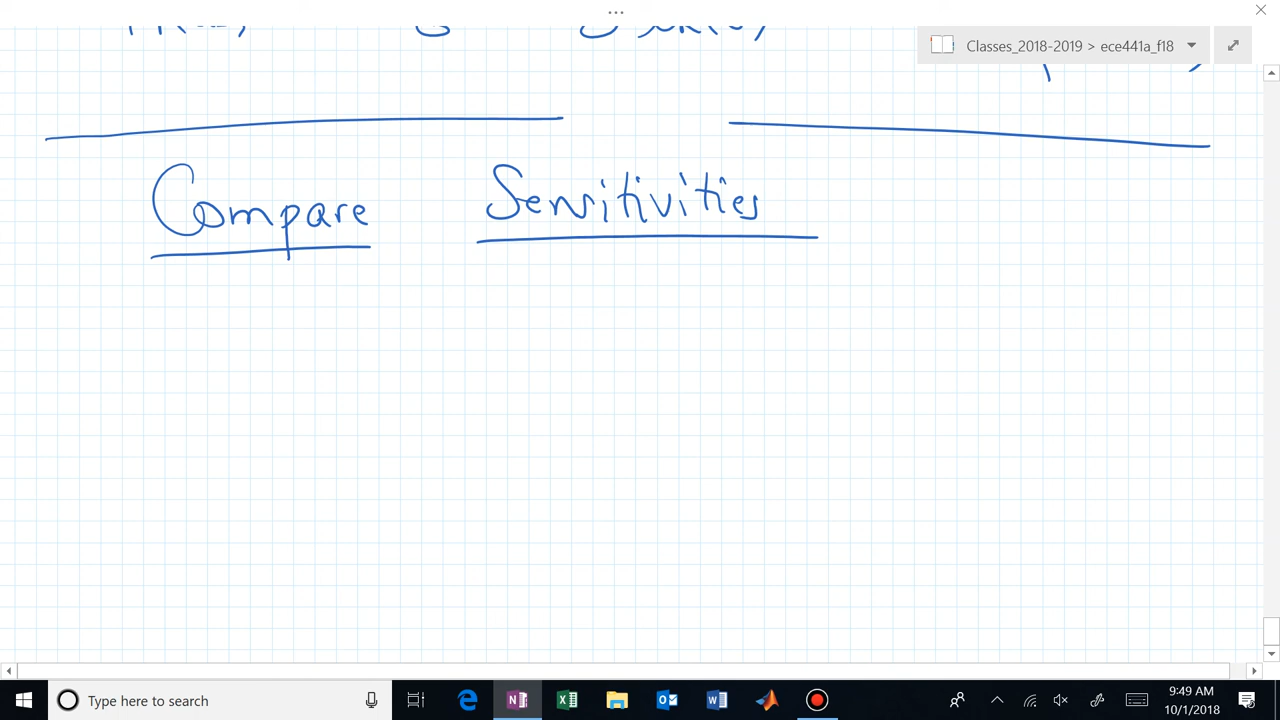 Classes_2018-2019 > ece441a_f18
Compare Sensitivities
Type here to search
9:49 AM
10/1/2018